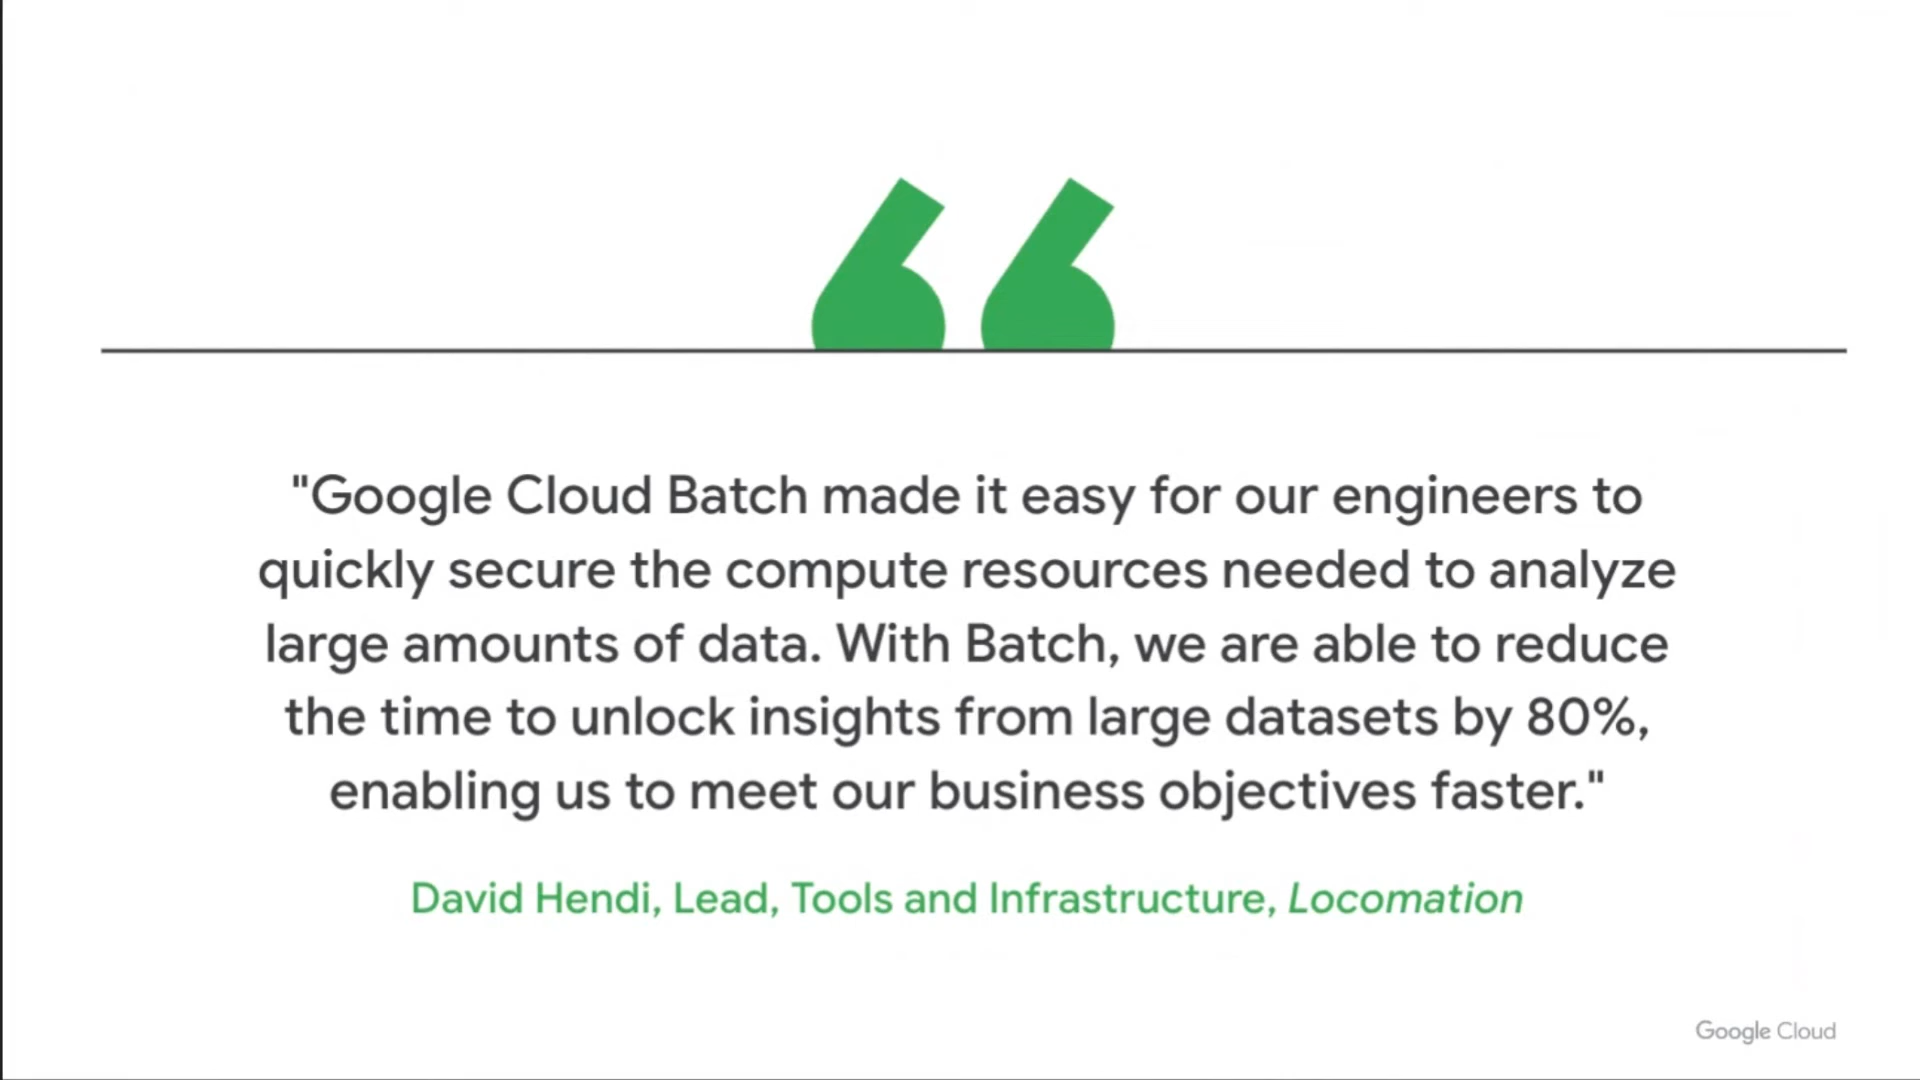 "Google Cloud Batch made it easy for our engineers to
quickly secure the compute resources needed to analyze
large amounts of data. With Batch, we are able to reduce
the time to unlock insights from large datasets by 80%,
enabling us to meet our business objectives faster."
David Hendi, Lead, Tools and Infrastructure, Locomation
Google Cloud